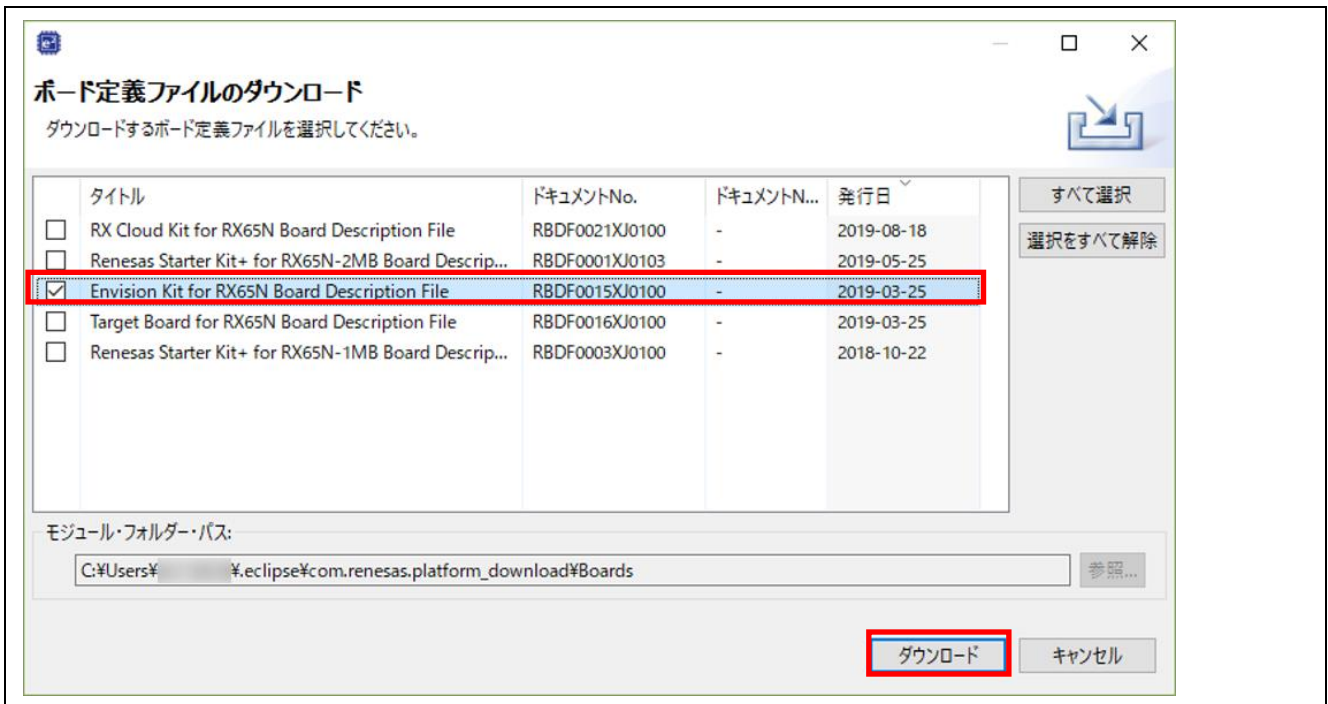 ボード定義ファイルのダウンロード
ダウンロードするボード定義ファイルを選択してください。
タイトル ドキュメントNo. ドキュメントN... 発行日
RX Cloud Kit for RX65N Board Description File RBDF0021XJ0100 - 2019-08-18
Renesas Starter Kit+ for RX65N-2MB Board Descrip... RBDF0001XJ0103 - 2019-05-25
Envision Kit for RX65N Board Description File RBDF0015XJ0100 - 2019-03-25
Target Board for RX65N Board Description File RBDF0016XJ0100 - 2019-03-25
Renesas Starter Kit+ for RX65N-1MB Board Descrip... RBDF0003XJ0100 - 2018-10-22
すべて選択
選択をすべて解除
モジュール・フォルダー・パス:
C:¥Users¥ ¥.eclipse¥com.renesas.platform_download¥Boards
参照...
ダウンロード
キャンセル